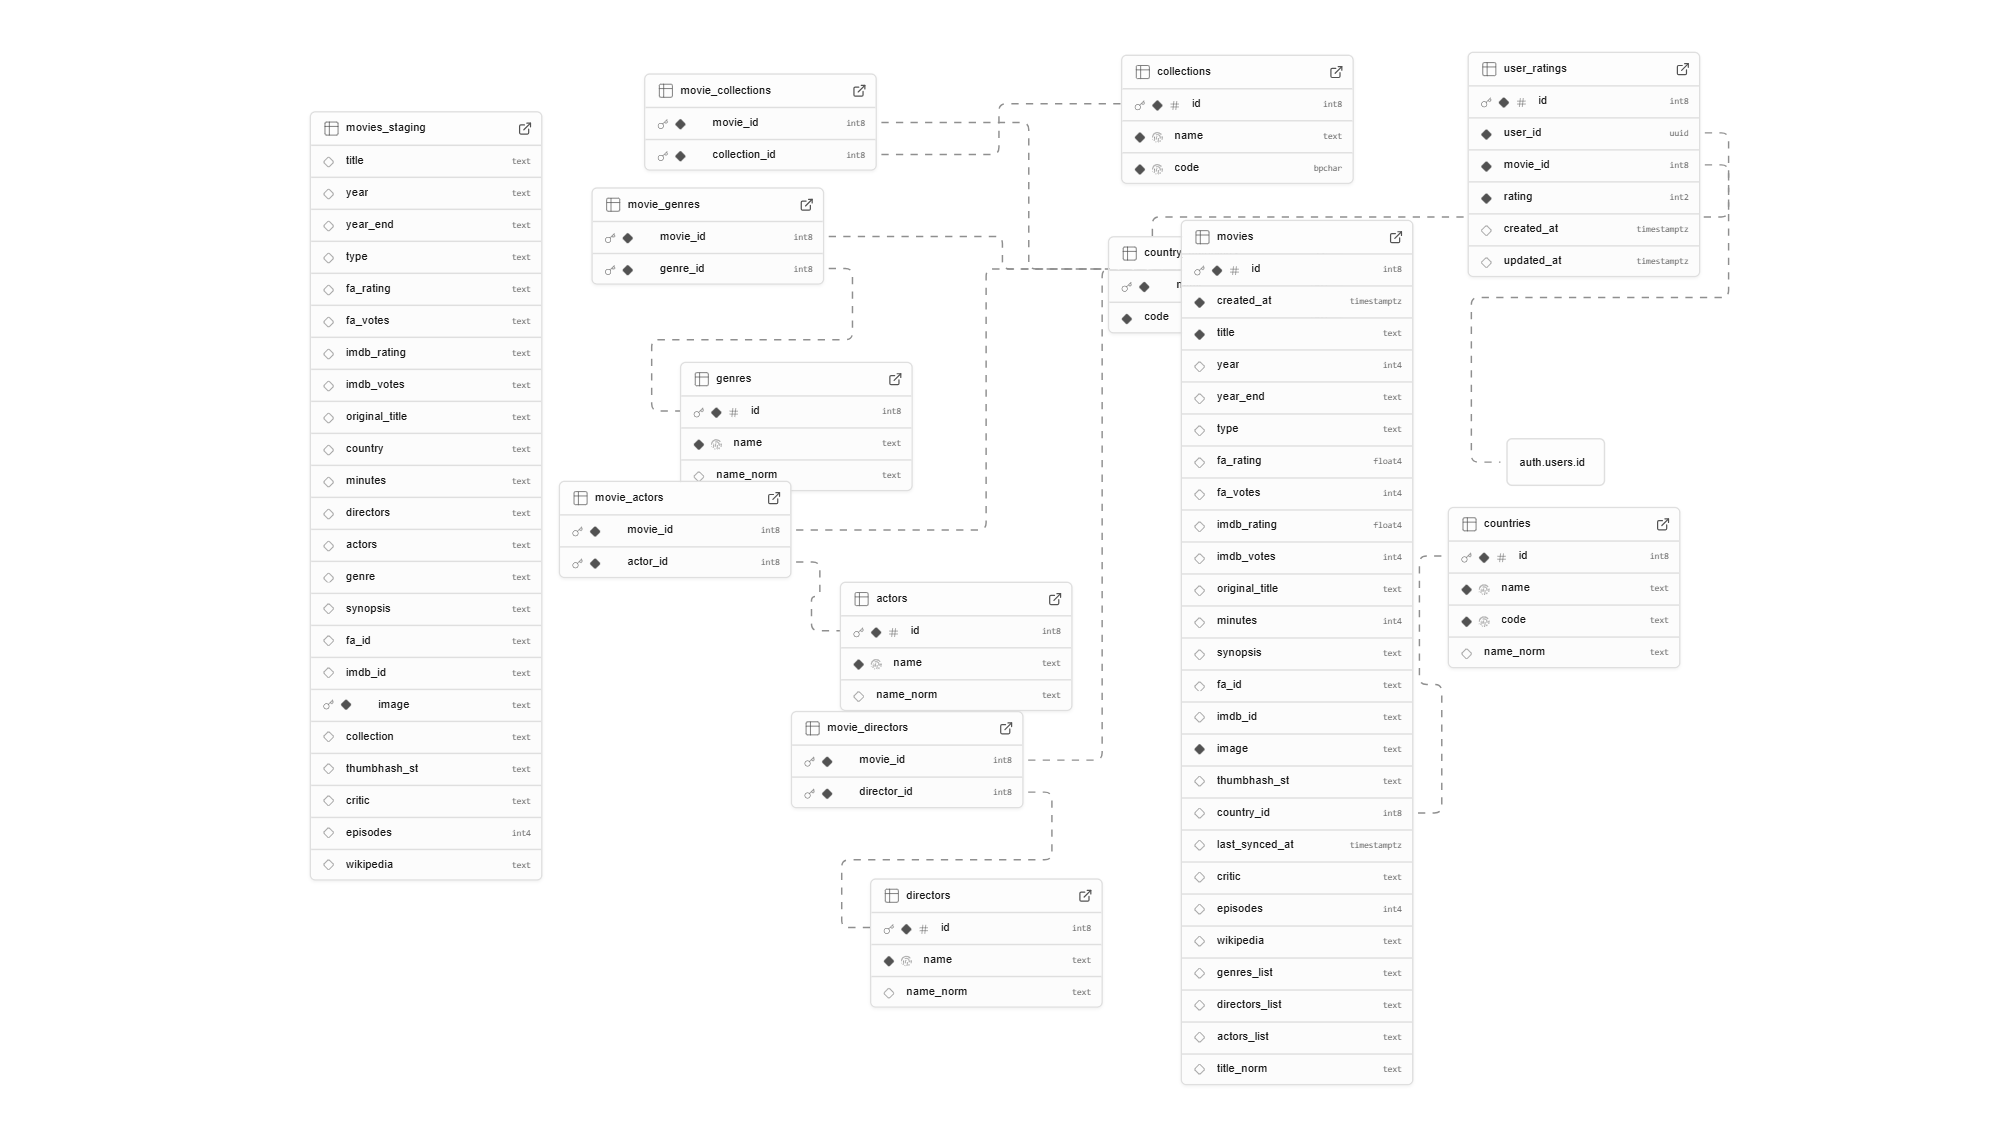 movies_staging
title text
year text
year_end text
type text
fa_rating text
fa_votes text
imdb_rating text
imdb_votes text
original_title text
country text
minutes text
directors text
actors text
genre text
synopsis text
fa_id text
imdb_id text
image text
collection text
thumbhash_st text
critic text
episodes int4
wikipedia text
movie_collections
movie_id int8
collection_id int8
movie_genres
movie_id int8
genre_id int8
genres
id # int8
name text
name_norm text
movie_actors
movie_id int8
actor_id int8
actors
id int8
name text
name_norm text
movie_directors
movie_id int8
director_id int8
directors
id int8
name text
name_norm text
collections
id int8
name text
code bpchar
country
code
movies
id int8
created_at timestamptz
title text
year int4
year_end text
type text
fa_rating float4
fa_votes int4
imdb_rating float4
imdb_votes int4
original_title text
minutes int4
synopsis text
fa_id text
imdb_id text
image text
thumbhash_st text
country_id int8
last_synced_at timestamptz
critic text
episodes int4
wikipedia text
genres_list text
directors_list text
actors_list text
title_norm text
user_ratings
id int8
user_id uuid
movie_id int8
rating int2
created_at timestamptz
updated_at timestamptz
auth.users.id
countries
id int8
name text
code text
name_norm text